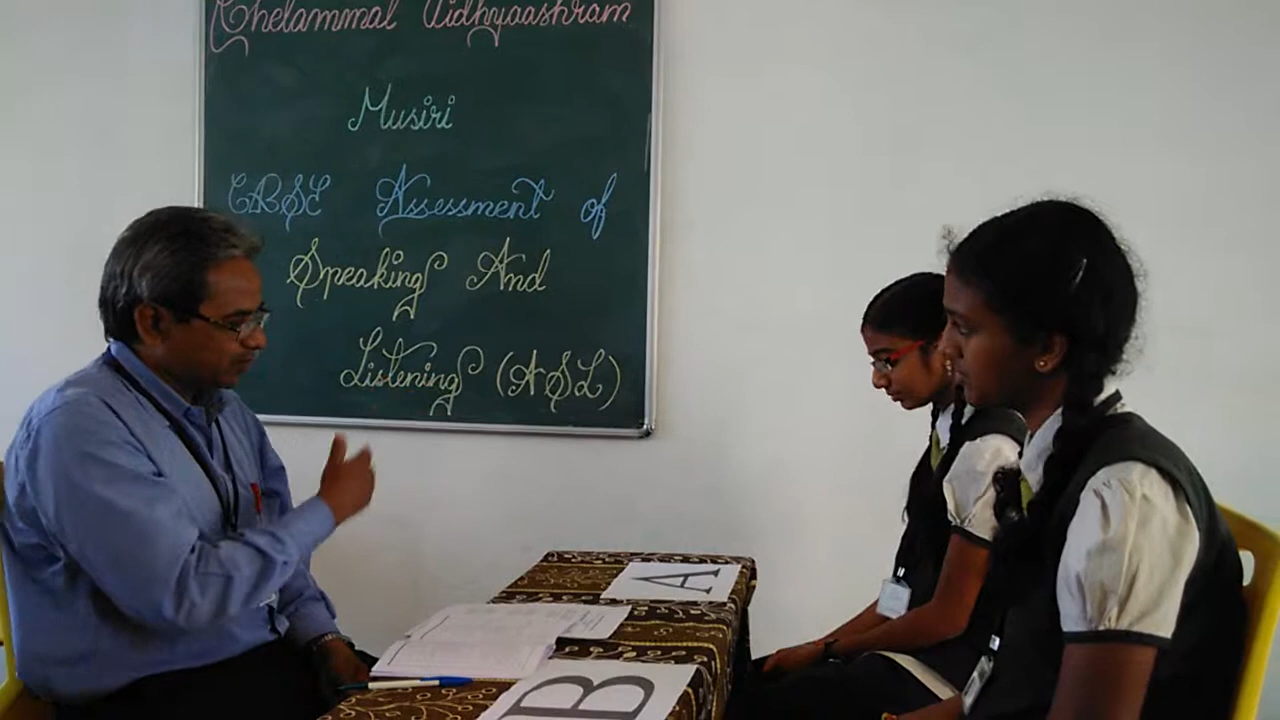 Chelammal Vidhyaashram
Musiri
CBSE Assessment of
Speaking And
Listening (ASL)
A
B